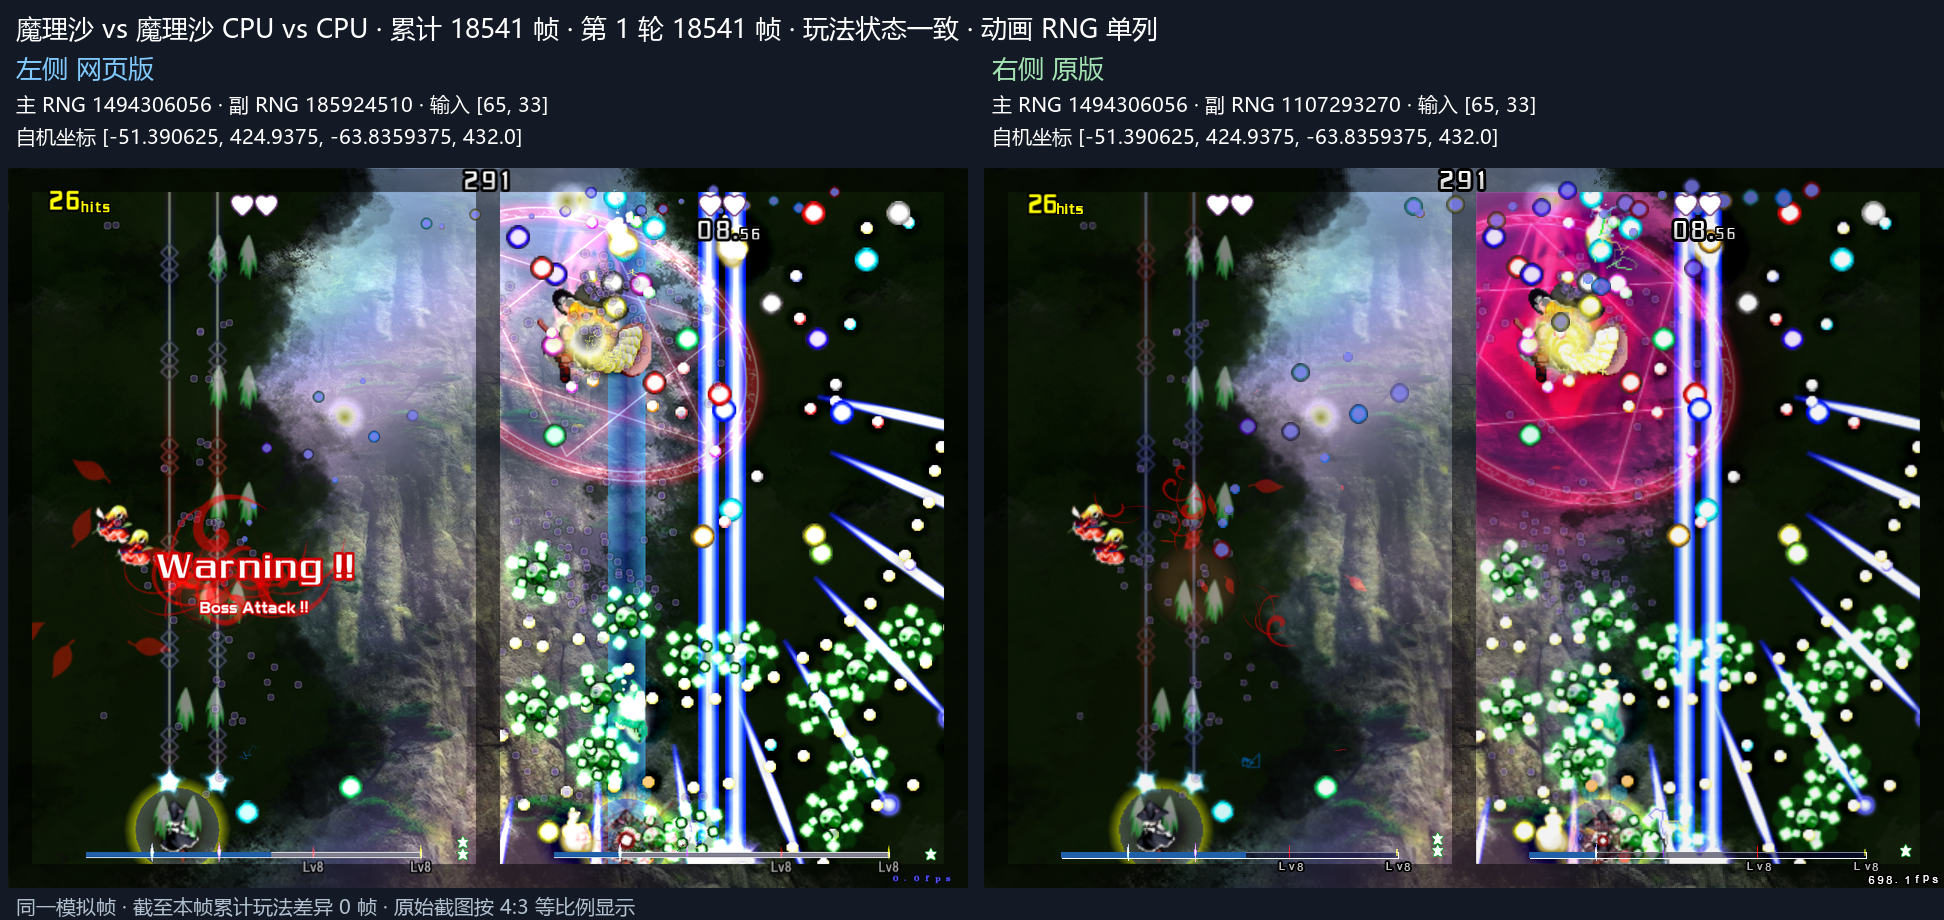 魔理沙 vs 魔理沙 CPU vs CPU · 累计 18541 帧 · 第 1 轮 18541 帧 · 玩法状态一致 · 动画 RNG 单列
左侧 网页版
主 RNG 1494306056 · 副 RNG 185924510 · 输入 [65, 33]
自机坐标 [-51.390625, 424.9375, -63.8359375, 432.0]
右侧 原版
主 RNG 1494306056 · 副 RNG 1107293270 · 输入 [65, 33]
自机坐标 [-51.390625, 424.9375, -63.8359375, 432.0]
291
26hits
08.56
Warning !!
Boss Attack !!
Lv8
Lv8
Lv8
Lv8
0.0fps
291
26hits
08.56
Lv8
Lv8
Lv8
Lv8
698.1fps
同一模拟帧 · 截至本帧累计玩法差异 0 帧 · 原始截图按 4:3 等比例显示